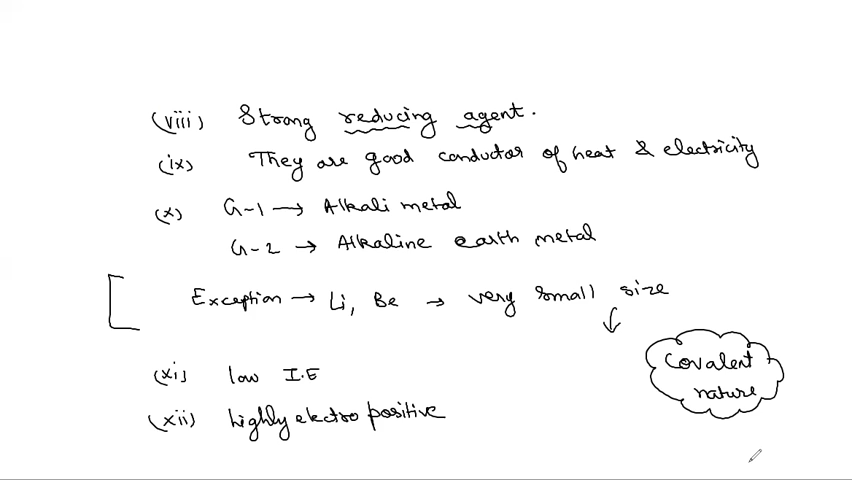 (viii) Strong reducing agent.
(ix) They are good conductor of heat & electricity
(x) G-1 → Alkali metal
G-2 → Alkaline earth metal
Exception → Li, Be → very small size
Covalent nature
(xi) low I.E
(xii) highly electro positive